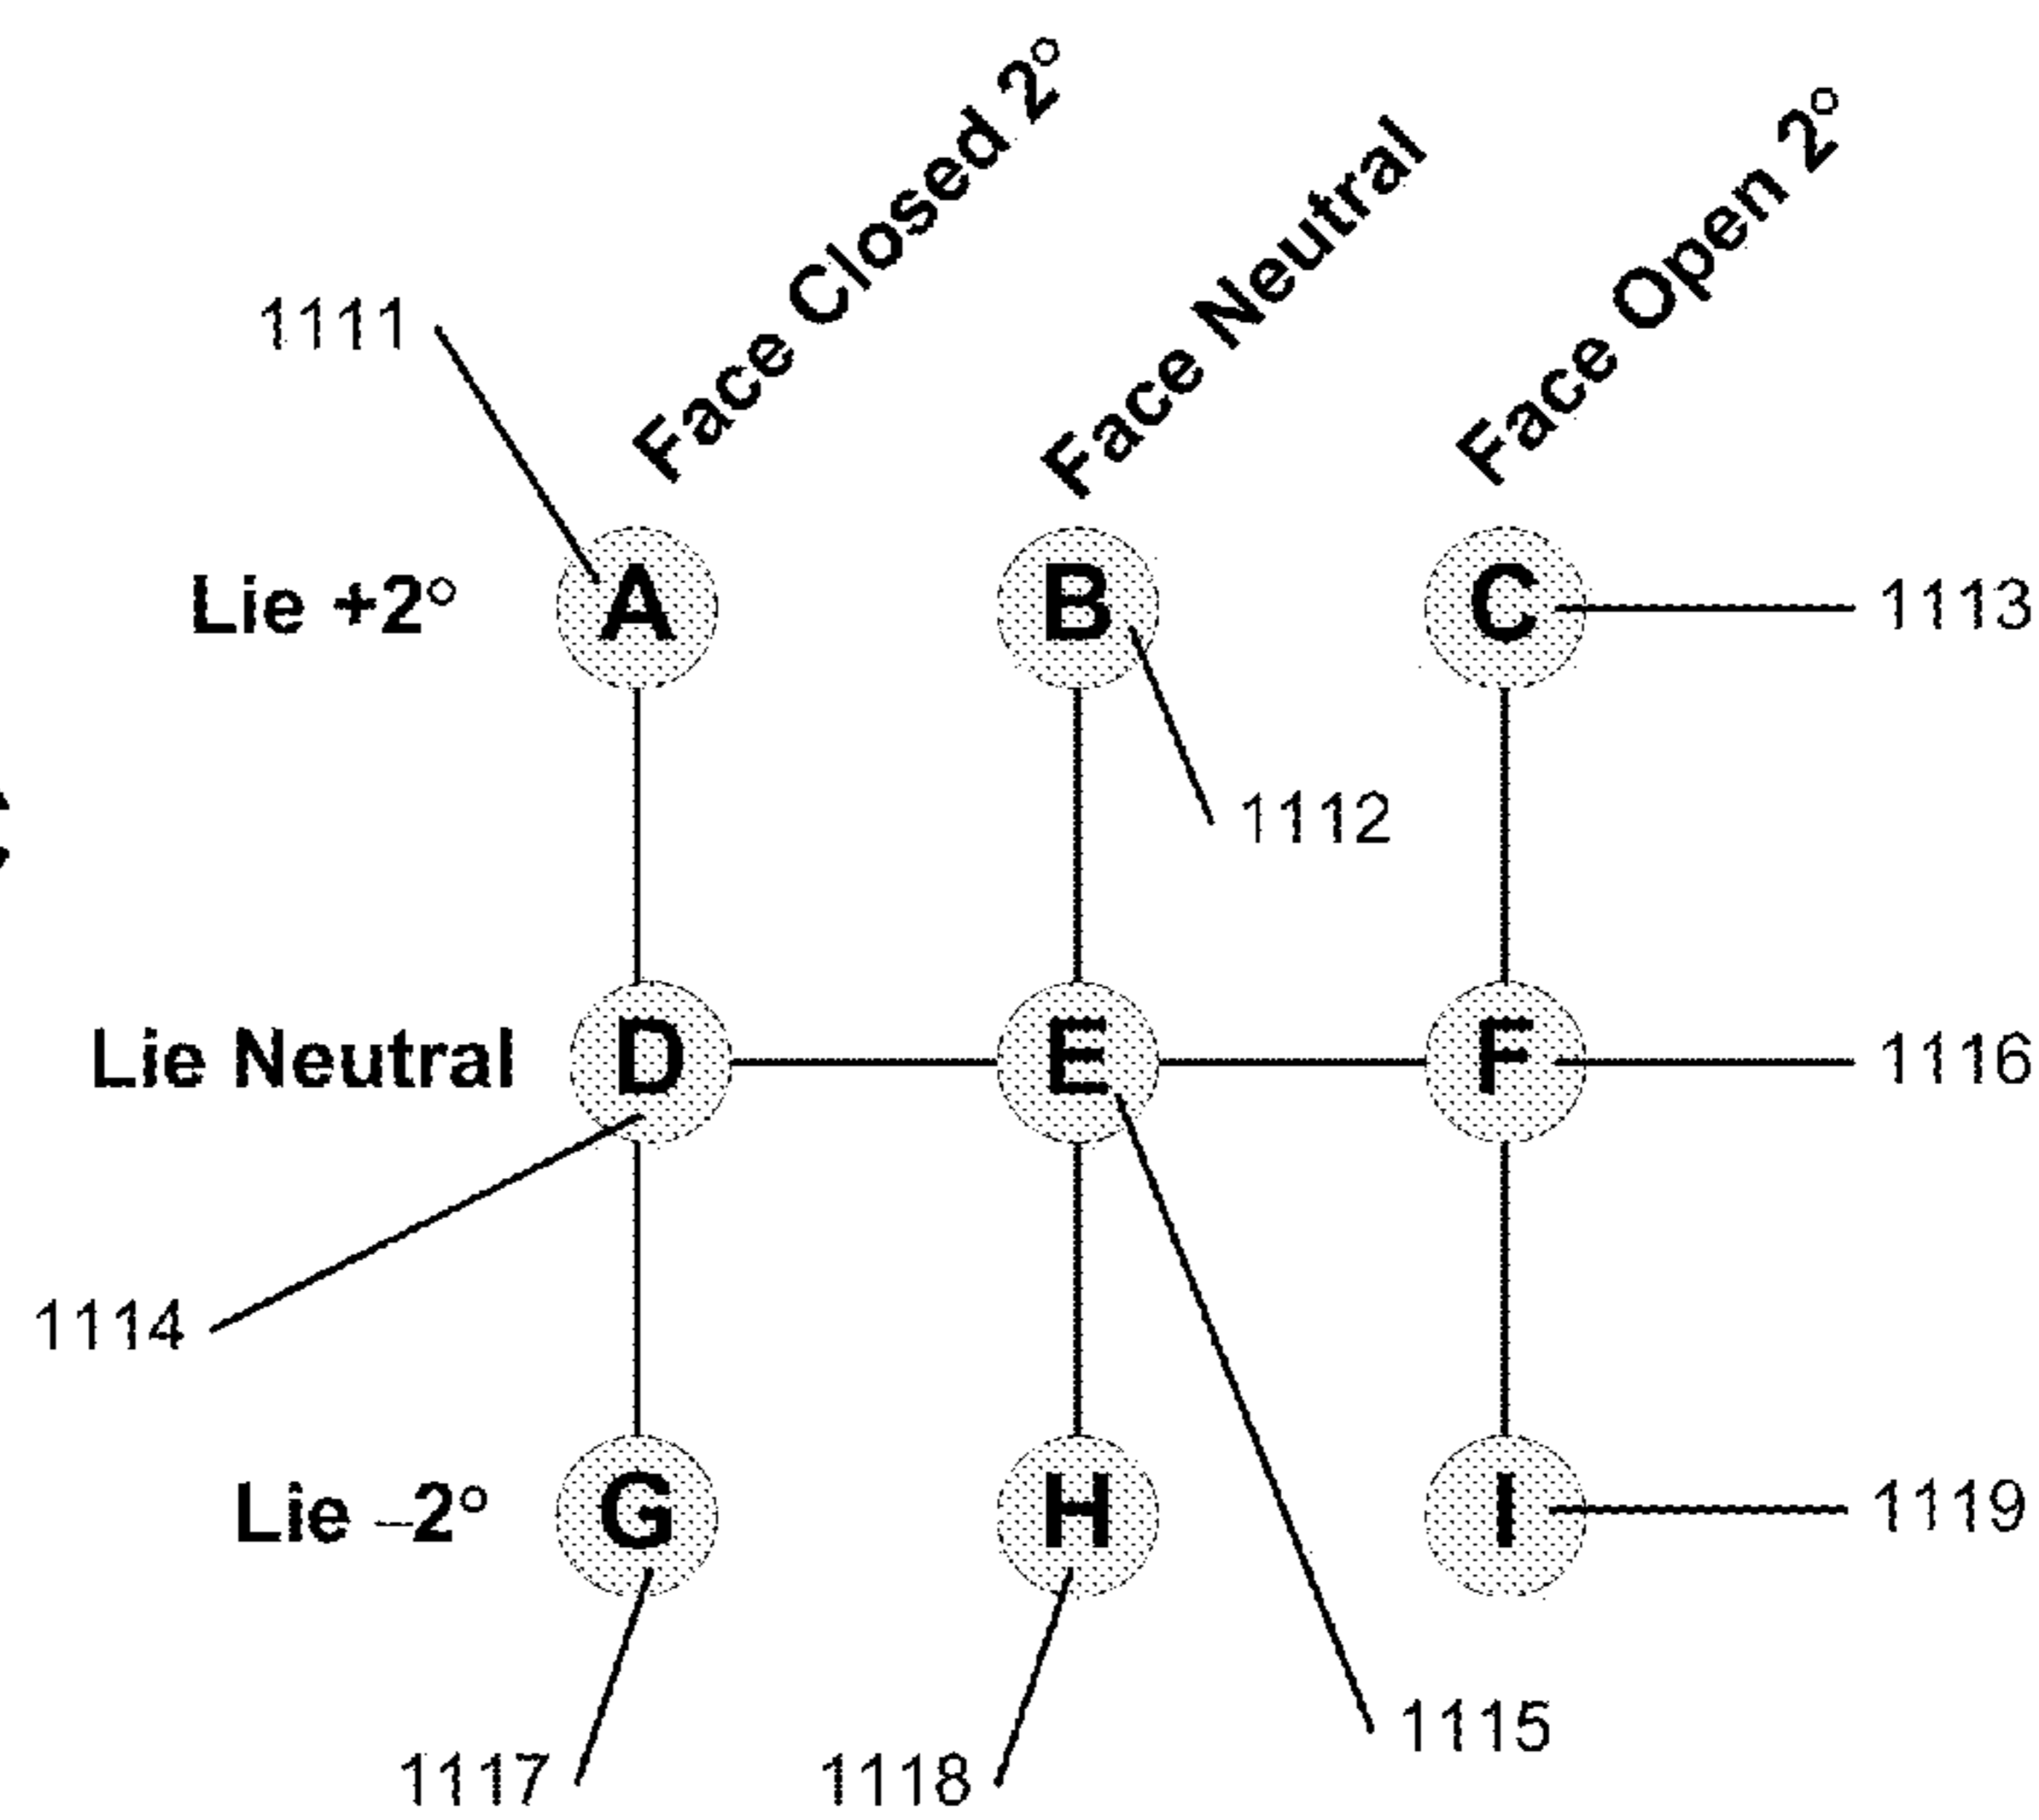 Face Closed 2°
Face Neutral
Face Open 2°
1111
Lie +2°
A
B
C
1113
1112
Lie Neutral
D
E
F
1116
1114
Lie –2°
G
H
I
1119
1115
1117
1118